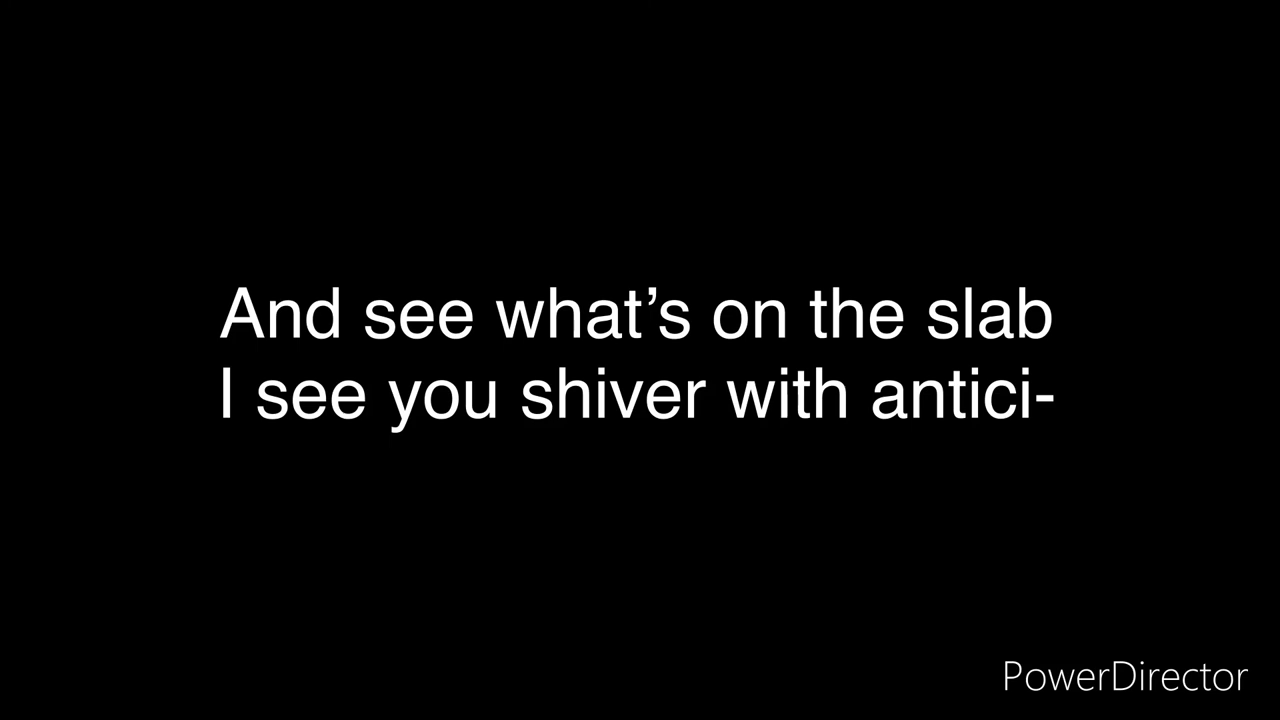 And see what’s on the slab
I see you shiver with antici-
PowerDirector